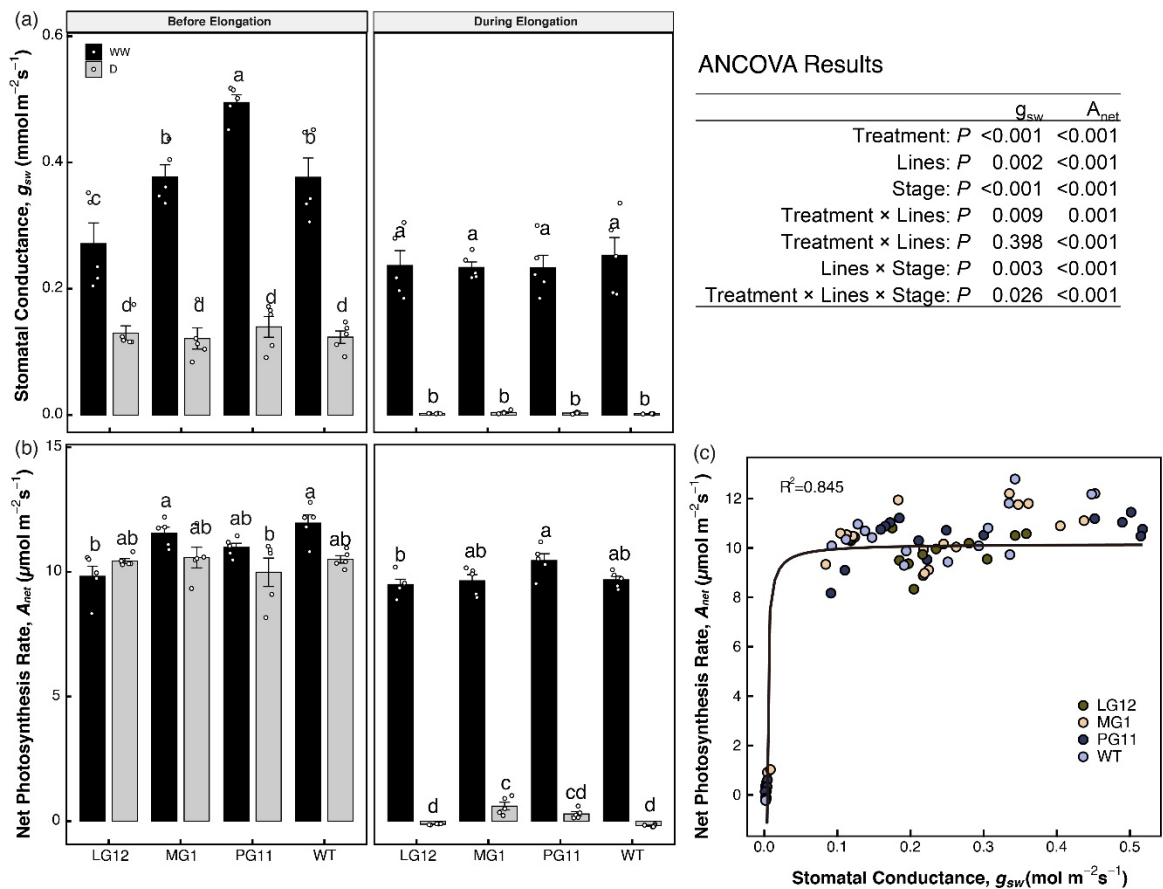 (a)
Before Elongation
During Elongation
WW
D
Stomatal Conductance, gsw (mmol m−2s−1)
0.6
0.4
0.2
0.0
c
d
b
d
a
d
b
d
a
b
a
b
a
b
a
b
ANCOVA Results
gsw Anet
Treatment: P <0.001 <0.001
Lines: P 0.002 <0.001
Stage: P <0.001 <0.001
Treatment × Lines: P 0.009 0.001
Treatment × Lines: P 0.398 <0.001
Lines × Stage: P 0.003 <0.001
Treatment × Lines × Stage: P 0.026 <0.001
(b)
Net Photosynthesis Rate, Anet (µmol m−2s−1)
15
10
5
0
b
ab
a
ab
ab
b
a
ab
b
d
ab
c
a
cd
ab
d
LG12 MG1 PG11 WT
LG12 MG1 PG11 WT
(c)
R2=0.845
Net Photosynthesis Rate, Anet (µmol m−2s−1)
12
10
8
6
4
2
0
LG12
MG1
PG11
WT
0.0 0.1 0.2 0.3 0.4 0.5
Stomatal Conductance, gsw(mol m−2s−1)